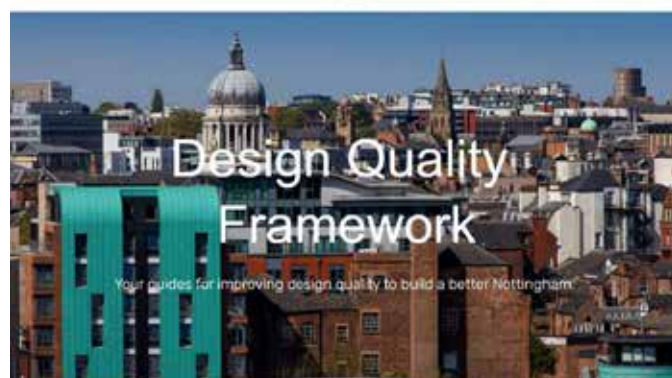 Design Quality
Framework
Your guides for improving design quality to build a better Nottingham